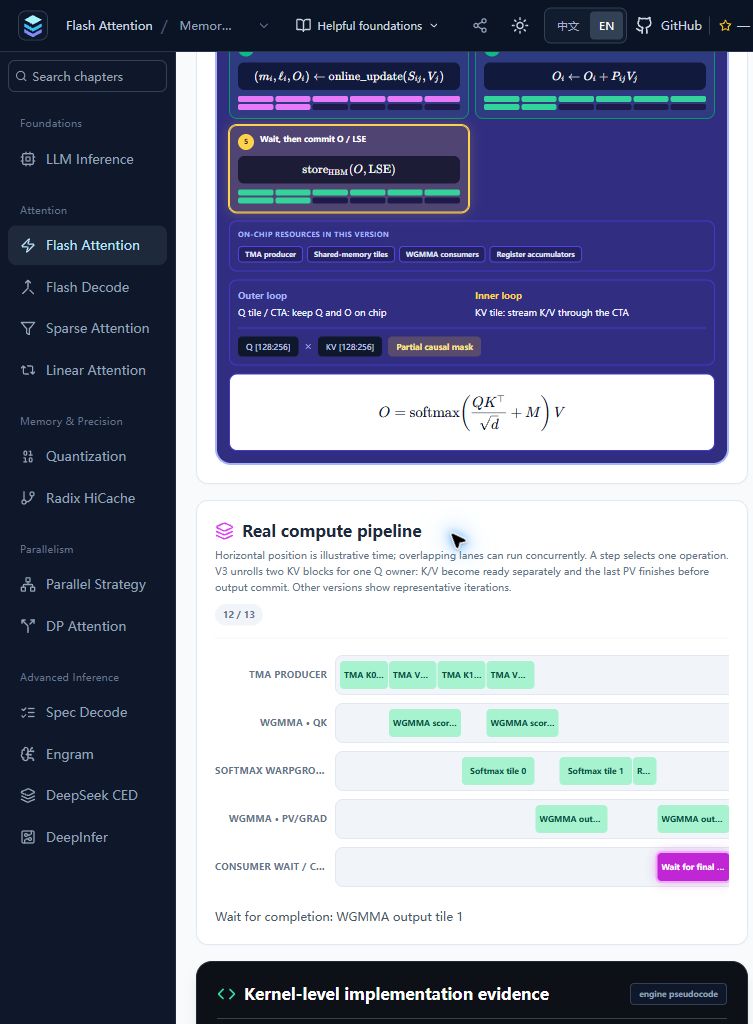 Flash Attention / Memor... Helpful foundations 中文 EN GitHub
Search chapters
Foundations
LLM Inference
Attention
Flash Attention
Flash Decode
Sparse Attention
Linear Attention
Memory & Precision
Quantization
Radix HiCache
Parallelism
Parallel Strategy
DP Attention
Advanced Inference
Spec Decode
Engram
DeepSeek CED
DeepInfer
(mᵢ, ℓᵢ, Oᵢ) ← online_update(Sᵢⱼ, Vⱼ)
Oᵢ ← Oᵢ + PᵢⱼVⱼ
5 Wait, then commit O / LSE
store_HBM(O, LSE)
ON-CHIP RESOURCES IN THIS VERSION
TMA producer Shared-memory tiles WGMMA consumers Register accumulators
Outer loop
Q tile / CTA: keep Q and O on chip
Inner loop
KV tile: stream K/V through the CTA
Q [128:256] × KV [128:256] Partial causal mask
O = softmax(QK⊤/√d + M) V
Real compute pipeline
Horizontal position is illustrative time; overlapping lanes can run concurrently. A step selects one operation.
V3 unrolls two KV blocks for one Q owner: K/V become ready separately and the last PV finishes before
output commit. Other versions show representative iterations.
12 / 13
TMA PRODUCER TMA K0... TMA V... TMA K1... TMA V...
WGMMA • QK WGMMA scor... WGMMA scor...
SOFTMAX WARPGRO... Softmax tile 0 Softmax tile 1 R...
WGMMA • PV/GRAD WGMMA out... WGMMA out...
CONSUMER WAIT / C... Wait for final ...
Wait for completion: WGMMA output tile 1
Kernel-level implementation evidence
engine pseudocode